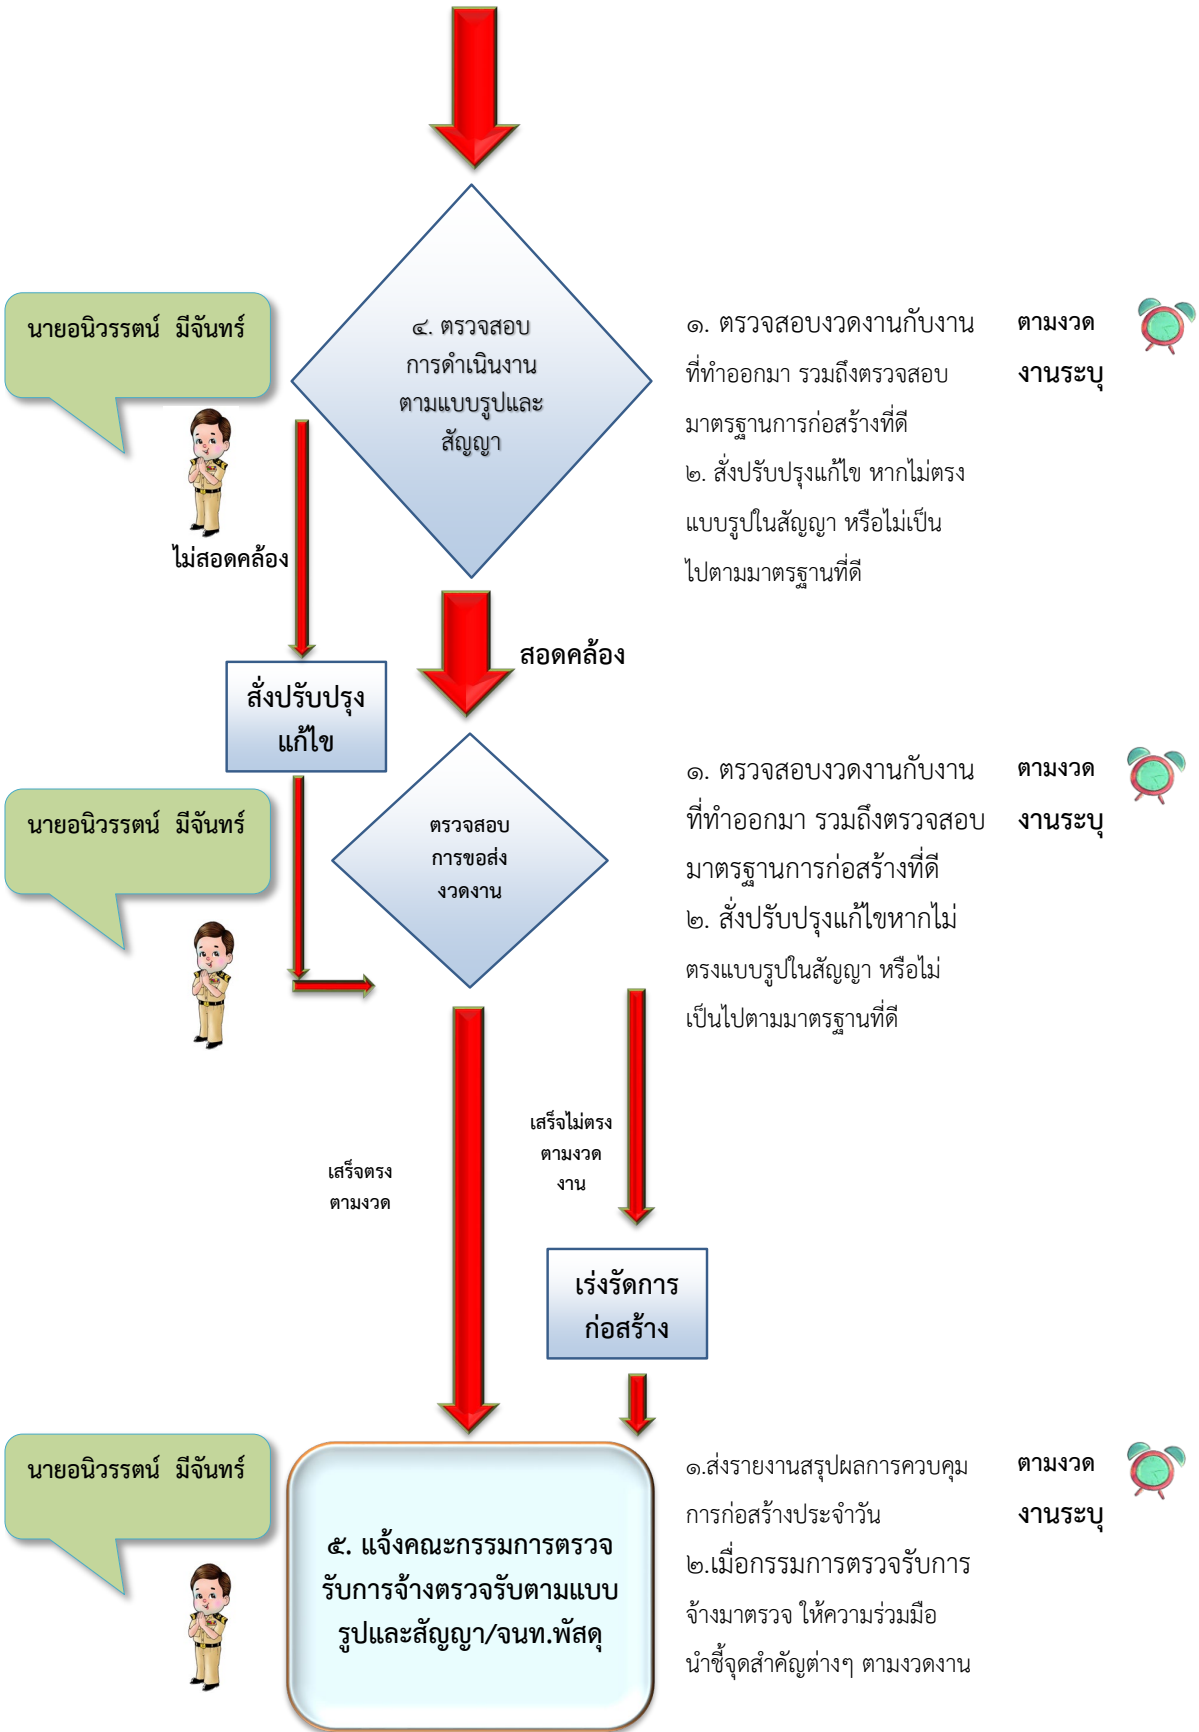 นายอนิวรรตน์ มีจันทร์
๔. ตรวจสอบ
การดำเนินงาน
ตามแบบรูปและ
สัญญา
๑. ตรวจสอบงวดงานกับงาน
ที่ทำออกมา รวมถึงตรวจสอบ
มาตรฐานการก่อสร้างที่ดี
๒. สั่งปรับปรุงแก้ไข หากไม่ตรง
แบบรูปในสัญญา หรือไม่เป็น
ไปตามมาตรฐานที่ดี
ตามงวด
งานระบุ
ไม่สอดคล้อง
สอดคล้อง
สั่งปรับปรุง
แก้ไข
นายอนิวรรตน์ มีจันทร์
ตรวจสอบ
การขอส่ง
งวดงาน
๑. ตรวจสอบงวดงานกับงาน
ที่ทำออกมา รวมถึงตรวจสอบ
มาตรฐานการก่อสร้างที่ดี
๒. สั่งปรับปรุงแก้ไขหากไม่
ตรงแบบรูปในสัญญา หรือไม่
เป็นไปตามมาตรฐานที่ดี
ตามงวด
งานระบุ
เสร็จตรง
ตามงวด
เสร็จไม่ตรง
ตามงวด
งาน
เร่งรัดการ
ก่อสร้าง
นายอนิวรรตน์ มีจันทร์
๕. แจ้งคณะกรรมการตรวจ
รับการจ้างตรวจรับตามแบบ
รูปและสัญญา/จนท.พัสดุ
๑.ส่งรายงานสรุปผลการควบคุม
การก่อสร้างประจำวัน
๒.เมื่อกรรมการตรวจรับการ
จ้างมาตรวจ ให้ความร่วมมือ
นำชี้จุดสำคัญต่างๆ ตามงวดงาน
ตามงวด
งานระบุ